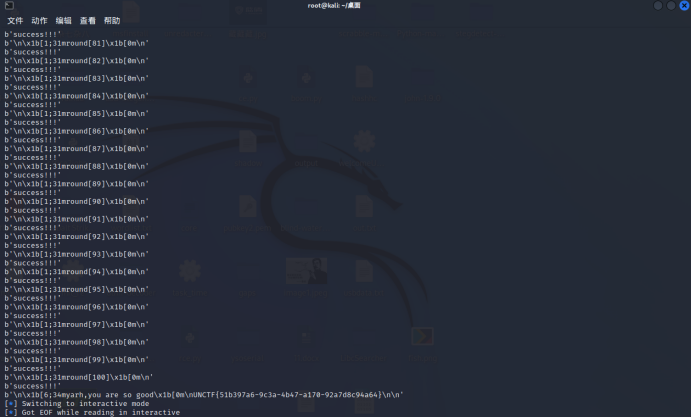 root@kali: ~/桌面
文件 动作 编辑 查看 帮助
b'success!!!'
b'\n\x1b[1;31mround[81]\x1b[0m\n'
b'success!!!'
b'\n\x1b[1;31mround[82]\x1b[0m\n'
b'success!!!'
b'\n\x1b[1;31mround[83]\x1b[0m\n'
b'success!!!'
b'\n\x1b[1;31mround[84]\x1b[0m\n'
b'success!!!'
b'\n\x1b[1;31mround[85]\x1b[0m\n'
b'success!!!'
b'\n\x1b[1;31mround[86]\x1b[0m\n'
b'success!!!'
b'\n\x1b[1;31mround[87]\x1b[0m\n'
b'success!!!'
b'\n\x1b[1;31mround[88]\x1b[0m\n'
b'success!!!'
b'\n\x1b[1;31mround[89]\x1b[0m\n'
b'success!!!'
b'\n\x1b[1;31mround[90]\x1b[0m\n'
b'success!!!'
b'\n\x1b[1;31mround[91]\x1b[0m\n'
b'success!!!'
b'\n\x1b[1;31mround[92]\x1b[0m\n'
b'success!!!'
b'\n\x1b[1;31mround[93]\x1b[0m\n'
b'success!!!'
b'\n\x1b[1;31mround[94]\x1b[0m\n'
b'success!!!'
b'\n\x1b[1;31mround[95]\x1b[0m\n'
b'success!!!'
b'\n\x1b[1;31mround[96]\x1b[0m\n'
b'success!!!'
b'\n\x1b[1;31mround[97]\x1b[0m\n'
b'success!!!'
b'\n\x1b[1;31mround[98]\x1b[0m\n'
b'success!!!'
b'\n\x1b[1;31mround[99]\x1b[0m\n'
b'success!!!'
b'\n\x1b[1;31mround[100]\x1b[0m\n'
b'success!!!'
b'\n\x1b[6;34myarh,you are so good\x1b[0m\nUNCTF{51b397a6-9c3a-4b47-a170-92a7d8c94a64}\n\n'
[*] Switching to interactive mode
[*] Got EOF while reading in interactive